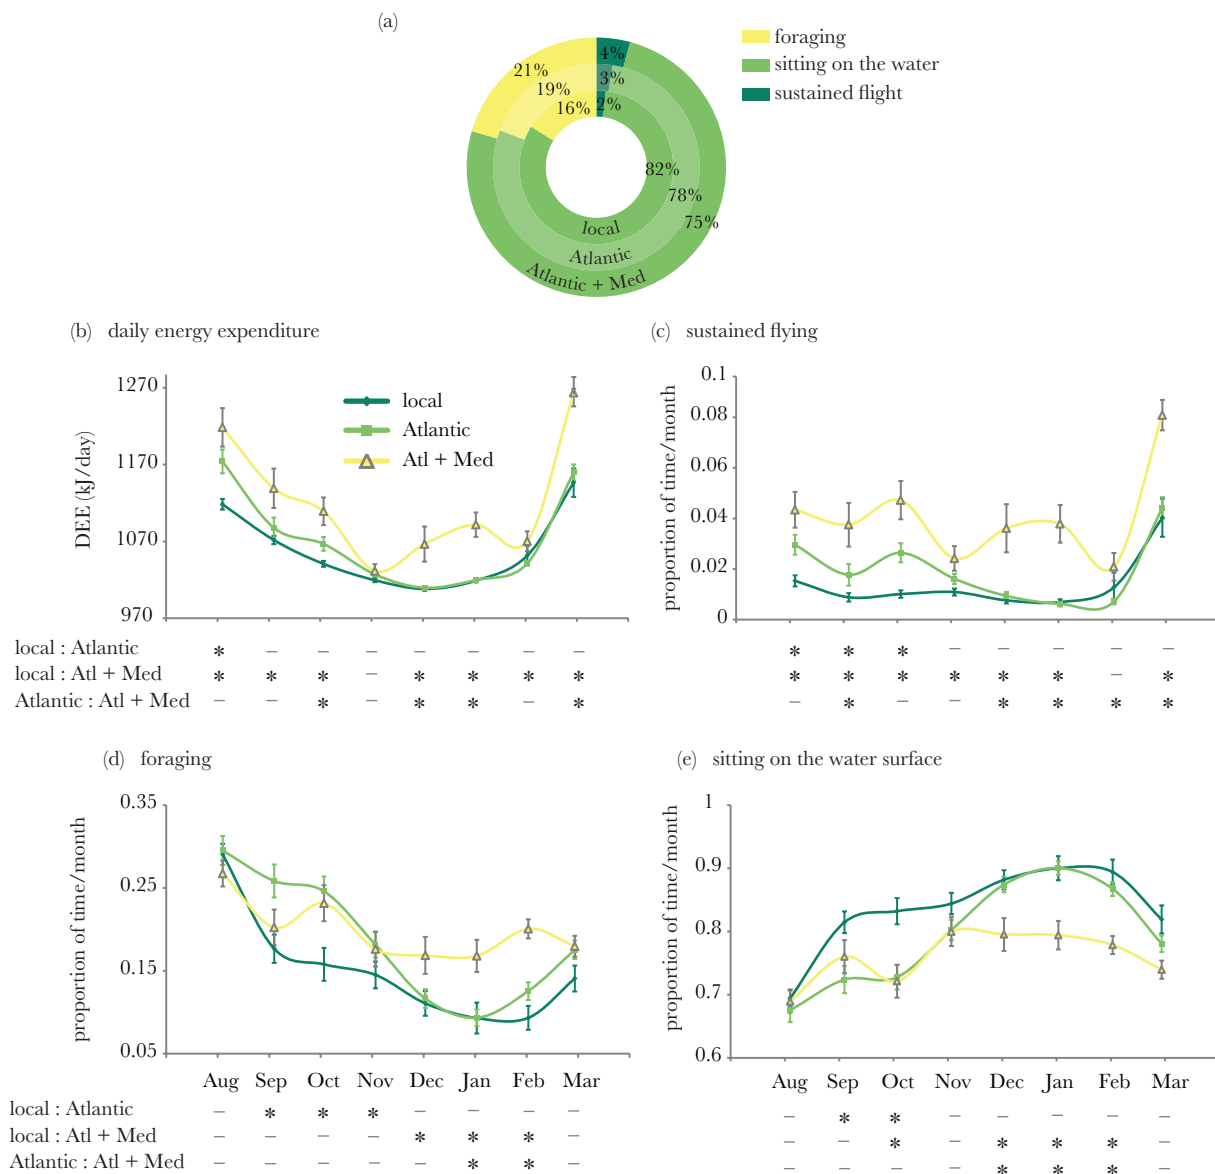 (a)
foraging
sitting on the water
sustained flight
4%
3%
2%
21%
19%
16%
82%
78%
75%
local
Atlantic
Atlantic + Med
(b) daily energy expenditure
DEE (kJ/day)
1270
1170
1070
970
local
Atlantic
Atl + Med
(c) sustained flying
proportion of time/month
0.1
0.08
0.06
0.04
0.02
0
local : Atlantic * – – – – – – –
local : Atl + Med * * * – * * * *
Atlantic : Atl + Med – – * – * * – *
* * * – – – – –
* * * * * * – *
– * – – * * * *
(d) foraging
proportion of time/month
0.35
0.25
0.15
0.05
Aug Sep Oct Nov Dec Jan Feb Mar
local : Atlantic – * * * – – – –
local : Atl + Med – – – – * * * –
Atlantic : Atl + Med – – – – – * * –
(e) sitting on the water surface
proportion of time/month
1
0.9
0.8
0.7
0.6
Aug Sep Oct Nov Dec Jan Feb Mar
– * * – – – – –
– – * – * * * –
– – – – * * * –